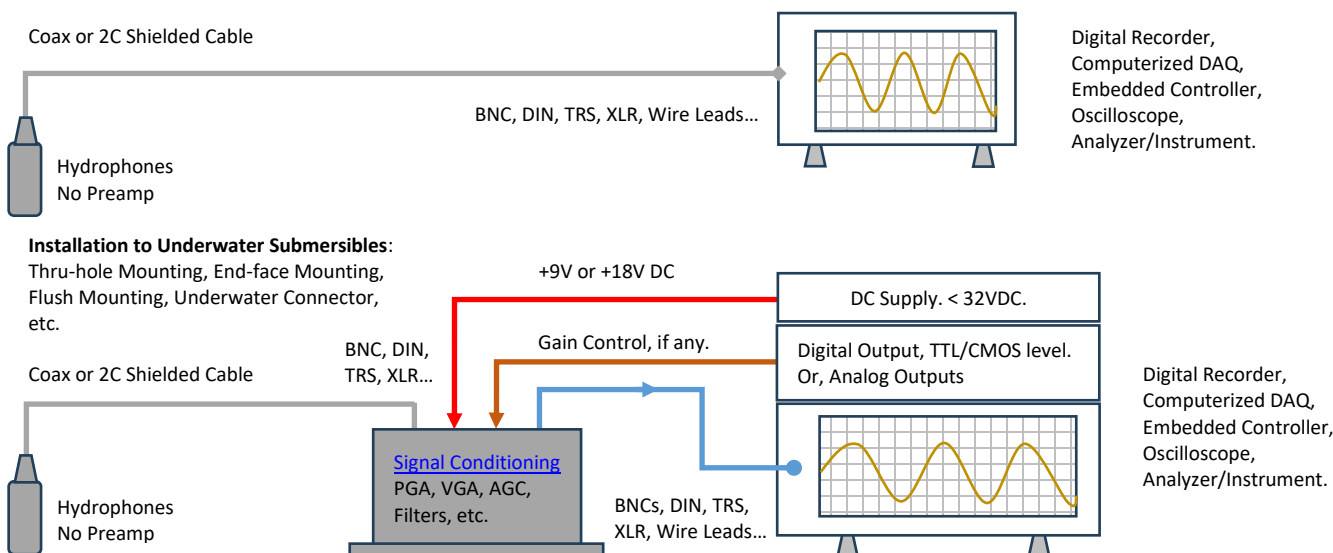 Coax or 2C Shielded Cable
BNC, DIN, TRS, XLR, Wire Leads...
Digital Recorder,
Computerized DAQ,
Embedded Controller,
Oscilloscope,
Analyzer/Instrument.
Hydrophones
No Preamp
Installation to Underwater Submersibles:
Thru-hole Mounting, End-face Mounting,
Flush Mounting, Underwater Connector,
etc.
+9V or +18V DC
DC Supply. < 32VDC.
Gain Control, if any.
Digital Output, TTL/CMOS level.
Or, Analog Outputs
BNC, DIN,
TRS, XLR...
Coax or 2C Shielded Cable
Signal Conditioning
PGA, VGA, AGC,
Filters, etc.
BNCs, DIN, TRS,
XLR, Wire Leads...
Digital Recorder,
Computerized DAQ,
Embedded Controller,
Oscilloscope,
Analyzer/Instrument.
Hydrophones
No Preamp